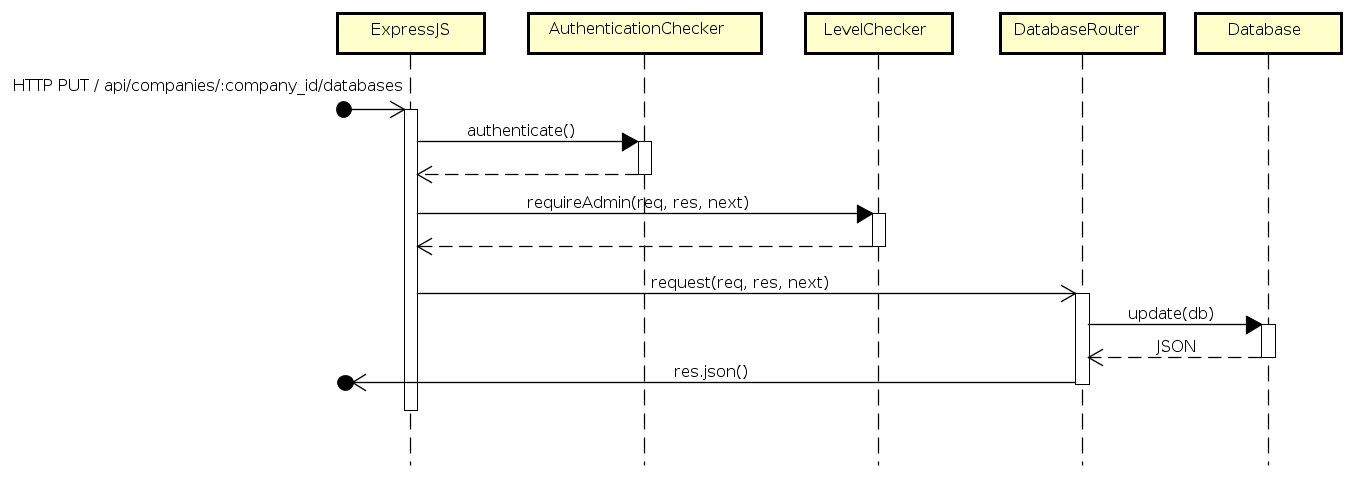 ExpressJS
AuthenticationChecker
LevelChecker
DatabaseRouter
Database
HTTP PUT / api/companies/:company_id/databases
authenticate()
requireAdmin(req, res, next)
request(req, res, next)
update(db)
JSON
res.json()